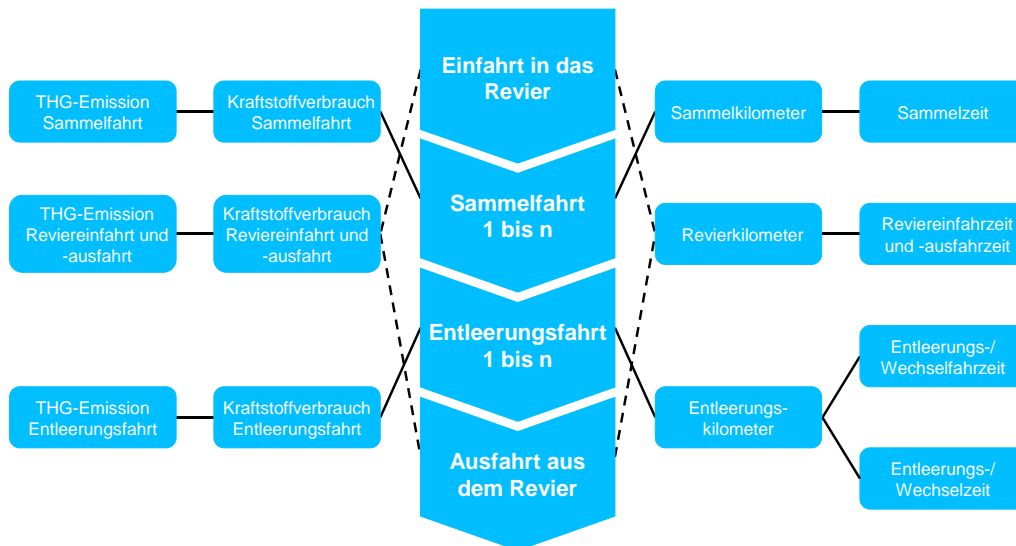 Einfahrt in das
Revier
THG-Emission
Sammelfahrt
Kraftstoffverbrauch
Sammelfahrt
Sammelkilometer
Sammelzeit
Sammelfahrt
1 bis n
THG-Emission
Reviereinfahrt und
-ausfahrt
Kraftstoffverbrauch
Reviereinfahrt und
-ausfahrt
Revierkilometer
Reviereinfahrzeit
und -ausfahrzeit
Entleerungsfahrt
1 bis n
Entleerungs-/
Wechselfahrzeit
THG-Emission
Entleerungsfahrt
Kraftstoffverbrauch
Entleerungsfahrt
Entleerungs-
kilometer
Ausfahrt aus
dem Revier
Entleerungs-/
Wechselzeit